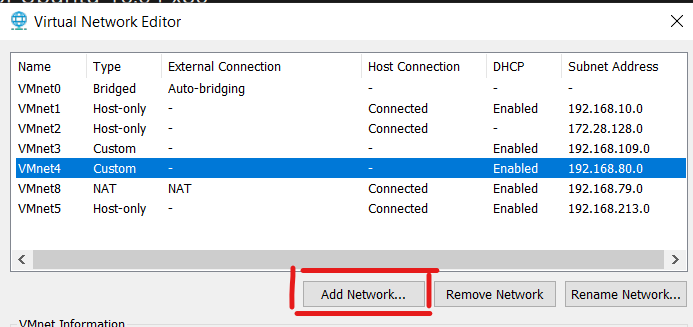 Virtual Network Editor
Name Type External Connection Host Connection DHCP Subnet Address
VMnet0 Bridged Auto-bridging - - -
VMnet1 Host-only - Connected Enabled 192.168.10.0
VMnet2 Host-only - Connected - 172.28.128.0
VMnet3 Custom - - Enabled 192.168.109.0
VMnet4 Custom - - Enabled 192.168.80.0
VMnet8 NAT NAT Connected Enabled 192.168.79.0
VMnet5 Host-only - Connected Enabled 192.168.213.0
Add Network... Remove Network Rename Network...
VMnet Information